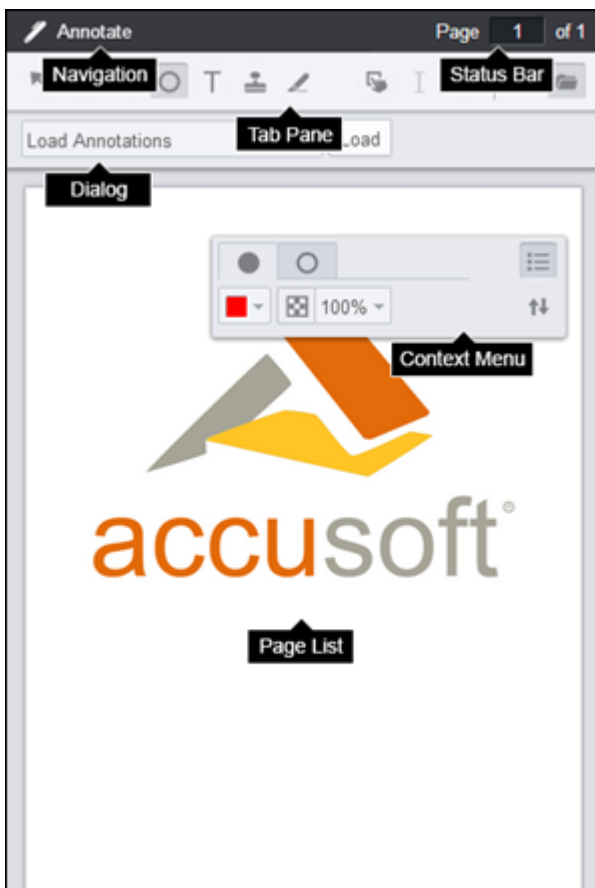 Annotate
Page 1 of 1
Navigation
Status Bar
T
Load Annotations
Tab Pane
oad
Dialog
100%
Context Menu
accusoft®
Page List